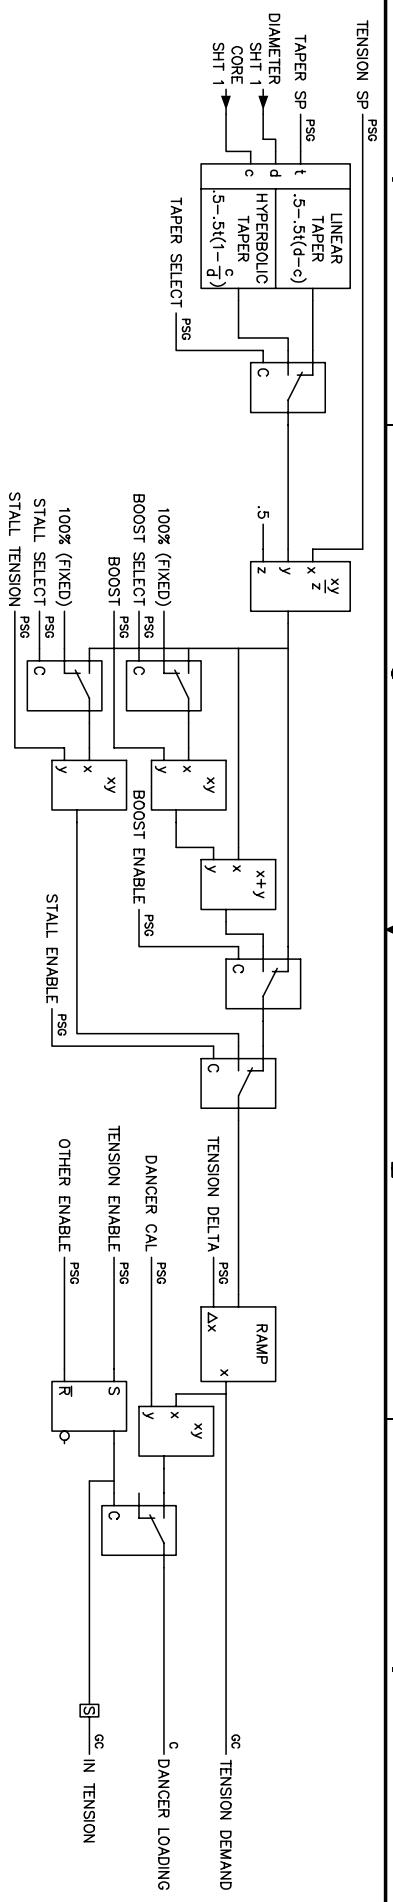 TENSION SP PSG
TAPER SP PSG
DIAMETER
SHT 1
CORE
SHT 1
t
d
c
LINEAR
TAPER
.5-.5t(d-c)
HYPERBOLIC
TAPER
.5-.5t(1-c/d)
TAPER SELECT PSG
C
.5
x
y
z
xy/z
100% (FIXED)
BOOST SELECT PSG
BOOST PSG
C
100% (FIXED)
STALL SELECT PSG
STALL TENSION PSG
C
xy
x
y
xy
x
y
x+y
x
y
BOOST ENABLE PSG
C
STALL ENABLE PSG
C
TENSION DELTA PSG
RAMP
Δx
x
DANCER CAL PSG
xy
x
y
TENSION ENABLE PSG
OTHER ENABLE PSG
S
R̅
C
S
GC TENSION DEMAND
C DANCER LOADING
GC IN TENSION